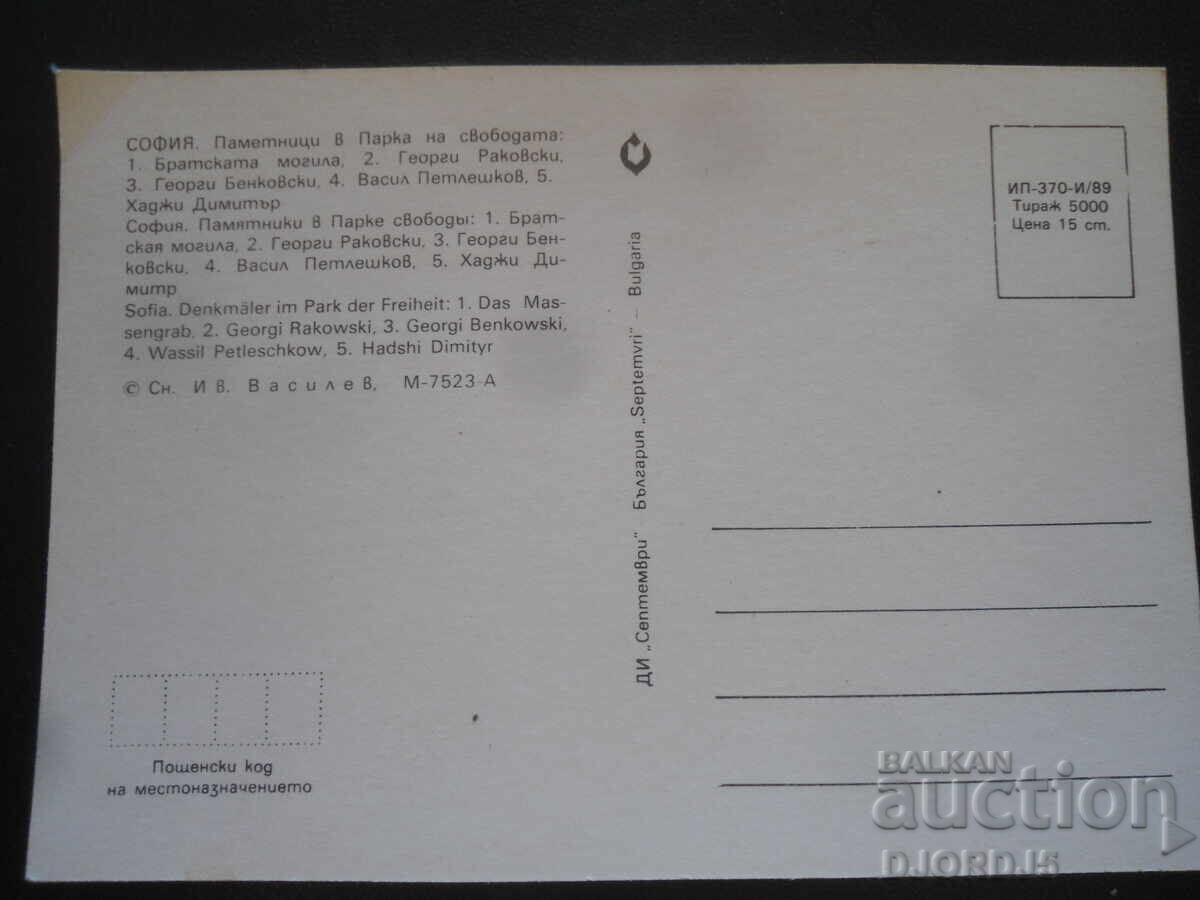 СОФИЯ. Паметници в Парка на свободата:
1. Братската могила, 2. Георги Раковски,
3. Георги Бенковски, 4. Васил Петлешков, 5.
Хаджи Димитър
София. Памятники в Парке свободы: 1. Брат-
ская могила, 2. Георги Раковски, 3. Георги Бен-
ковски, 4. Васил Петлешков, 5. Хаджи Ди-
митр
Sofia. Denkmäler im Park der Freiheit: 1. Das Mas-
sengrab, 2. Georgi Rakowski, 3. Georgi Benkowski,
4. Wassil Petleschkow, 5. Hadshi Dimityr
© Сн. Ив. Василев, М-7523-А
Пощенски код
на местоназначението
ДИ „Септември" България „Septemvri" – Bulgaria
ИП-370-И/89
Тираж 5000
Цена 15 ст.
BALKAN
auction
DJORDJ5